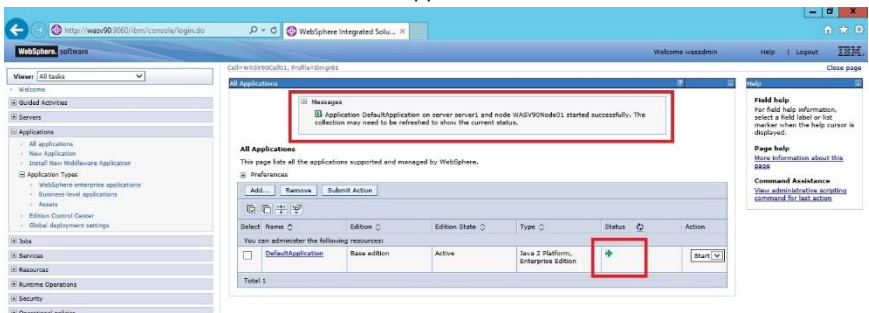 http://wasv90:9060/ibm/console/login.do
WebSphere Integrated Solu...
WebSphere. software
Welcome wasadmin
Help | Logout
IBM.
View: All tasks
Welcome
Guided Activities
Servers
Applications
All applications
New Application
Install New Middleware Application
Application Types
WebSphere enterprise applications
Business-level applications
Assets
Edition Control Center
Global deployment settings
Jobs
Services
Resources
Runtime Operations
Security
Operational policies
Cell=WASV90Cell01, Profile=Dmgr01
Close page
All Applications
Messages
Application DefaultApplication on server server1 and node WASV90Node01 started successfully. The
collection may need to be refreshed to show the current status.
All Applications
This page lists all the applications supported and managed by WebSphere.
Preferences
Add... Remove Submit Action
Select Name Edition Edition State Type Status Action
You can administer the following resources:
DefaultApplication Base edition Active Java 2 Platform,
Enterprise Edition Start
Total 1
Help
Field help
For field help information,
select a field label or list
marker when the help cursor is
displayed.
Page help
More information about this
page
Command Assistance
View administrative scripting
command for last action